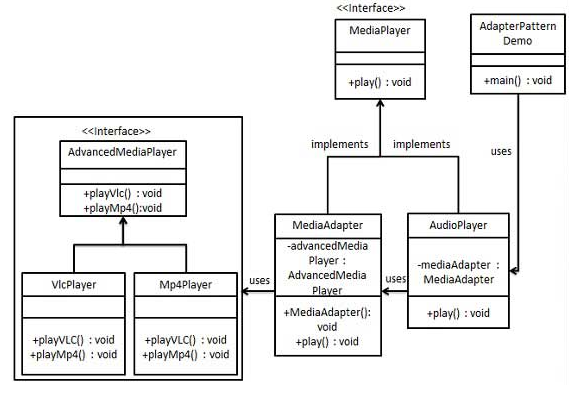 <<Interface>>
MediaPlayer
+play() : void
AdapterPattern
Demo
+main() : void
implements
implements
uses
<<Interface>>
AdvancedMediaPlayer
+playVlc() : void
+playMp4():void
VlcPlayer
+playVLC() : void
+playMp4() : void
Mp4Player
+playVLC() : void
+playMp4() : void
uses
MediaAdapter
-advancedMedia
Player :
AdvancedMedia
Player
+MediaAdapter():
void
+play() : void
uses
AudioPlayer
-mediaAdapter :
MediaAdapter
+play() : void